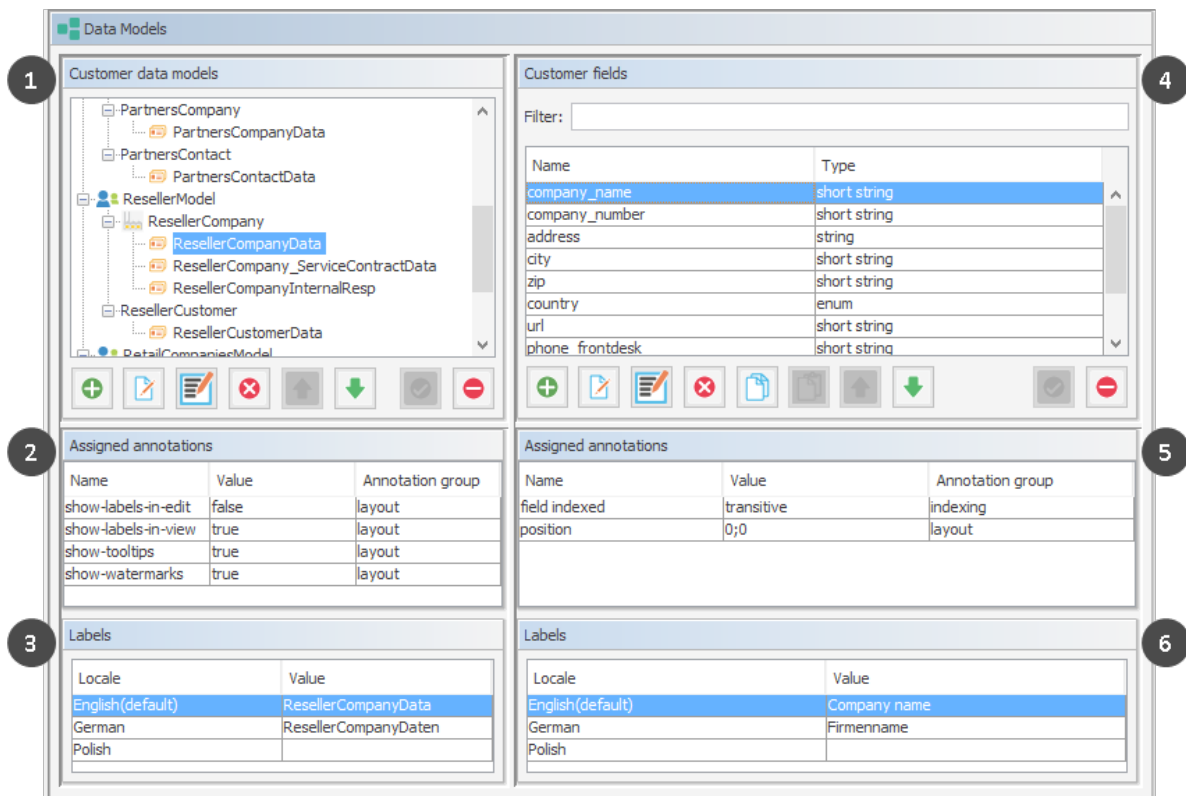 Data Models
1
Customer data models
PartnersCompany
PartnersCompanyData
PartnersContact
PartnersContactData
ResellerModel
ResellerCompany
ResellerCompanyData
ResellerCompany_ServiceContractData
ResellerCompanyInternalResp
ResellerCustomer
ResellerCustomerData
RetailCompaniesModel
4
Customer fields
Filter:
Name Type
company_name short string
company_number short string
address string
city short string
zip short string
country enum
url short string
phone_frontdesk short string
2
Assigned annotations
Name Value Annotation group
show-labels-in-edit false layout
show-labels-in-view true layout
show-tooltips true layout
show-watermarks true layout
5
Assigned annotations
Name Value Annotation group
field indexed transitive indexing
position 0;0 layout
3
Labels
Locale Value
English(default) ResellerCompanyData
German ResellerCompanyDaten
Polish
6
Labels
Locale Value
English(default) Company name
German Firmenname
Polish